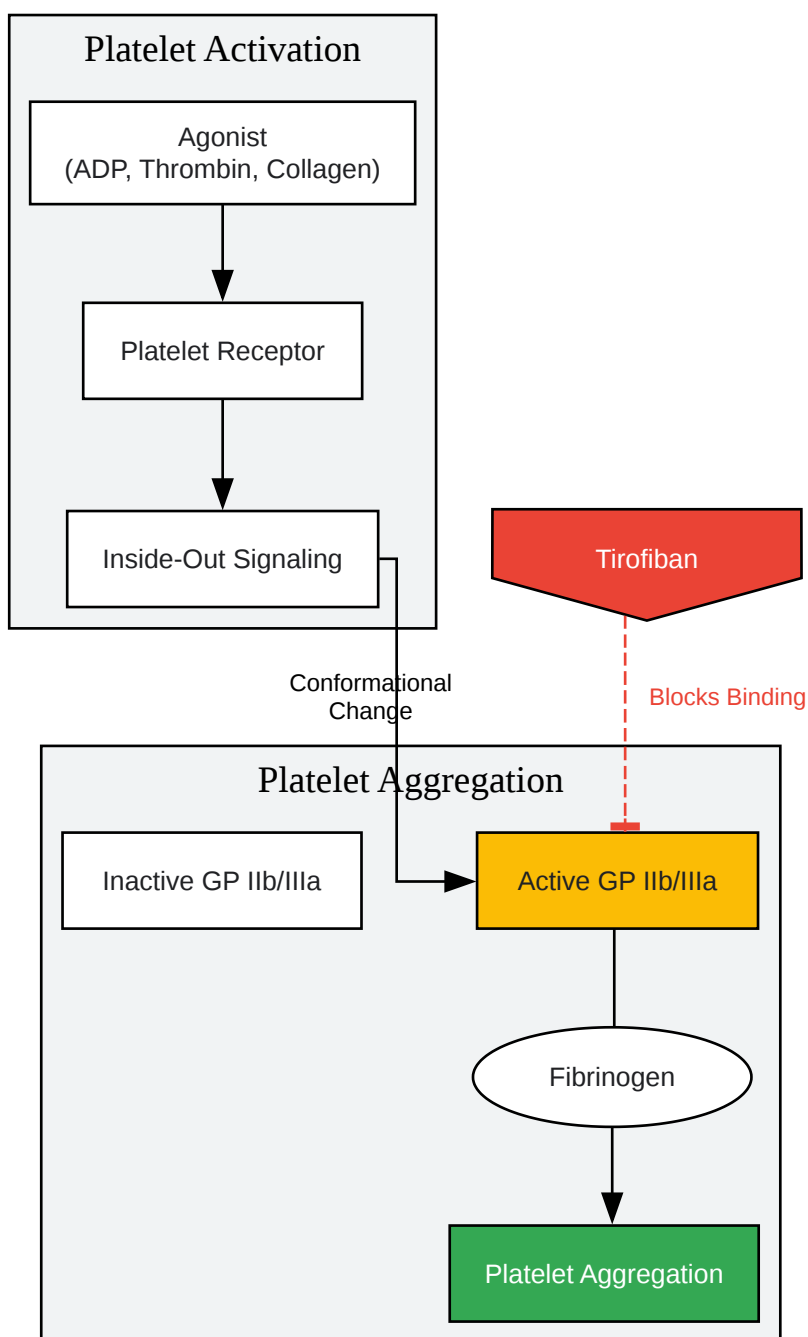 Platelet Activation
Agonist
(ADP, Thrombin, Collagen)
Platelet Receptor
Inside-Out Signaling
Tirofiban
Conformational
Change
Blocks Binding
Platelet Aggregation
Inactive GP IIb/IIIa
Active GP IIb/IIIa
Fibrinogen
Platelet Aggregation